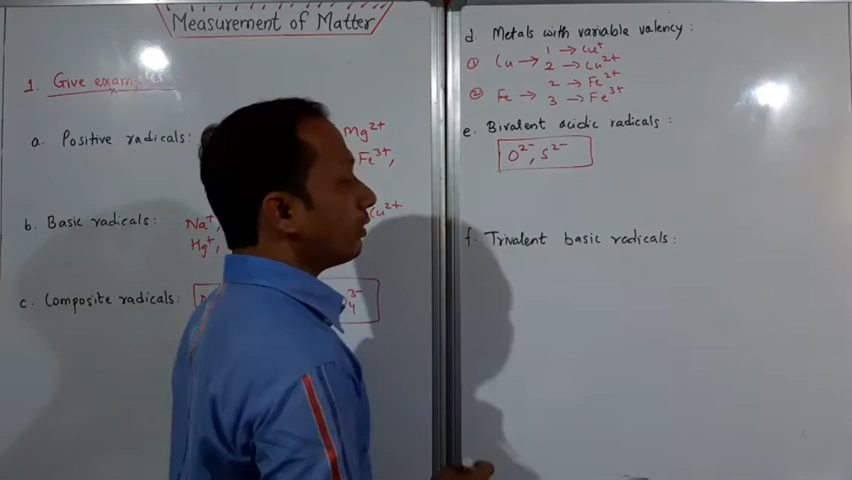 Measurement of Matter
1. Give examples
a. Positive radicals: Mg²⁺
Fe³⁺,
b. Basic radicals: Na⁺, Cu²⁺
Hg⁺,
c. Composite radicals:
d. Metals with variable valency:
① Cu → 1 → Cu⁺
2 → Cu²⁺
② Fe → 2 → Fe²⁺
3 → Fe³⁺
e. Bivalent acidic radicals:
O²⁻, S²⁻
f. Trivalent basic radicals: